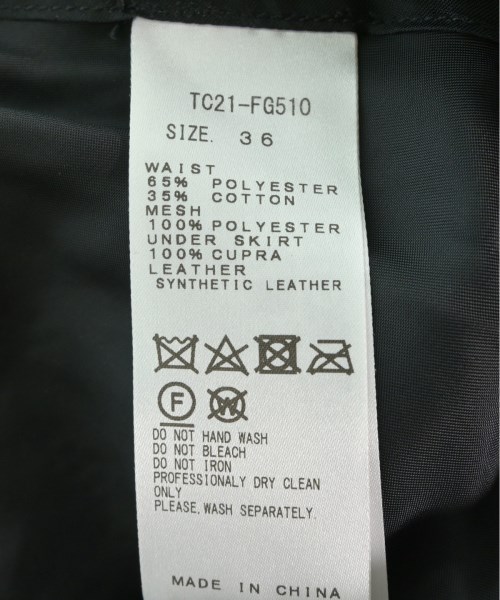 TC21-FG510
SIZE. 36
WAIST
65% POLYESTER
35% COTTON
MESH
100% POLYESTER
UNDER SKIRT
100% CUPRA
LEATHER
SYNTHETIC LEATHER
F W
DO NOT HAND WASH
DO NOT BLEACH
DO NOT IRON
PROFESSIONALY DRY CLEAN
ONLY
PLEASE,WASH SEPARATELY.
MADE IN CHINA